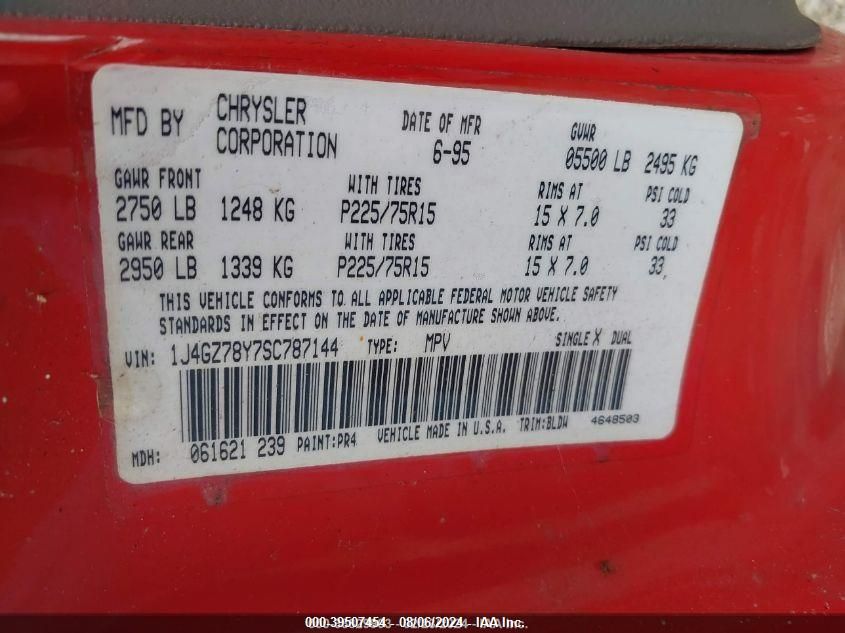 MFD BY CHRYSLER CORPORATION DATE OF MFR 6-95 GVWR 05500 LB 2495 KG
GAWR FRONT WITH TIRES RIMS AT PSI COLD
2750 LB 1248 KG P225/75R15 15 X 7.0 33
GAWR REAR WITH TIRES RIMS AT PSI COLD
2950 LB 1339 KG P225/75R15 15 X 7.0 33
THIS VEHICLE CONFORMS TO ALL APPLICABLE FEDERAL MOTOR VEHICLE SAFETY
STANDARDS IN EFFECT ON THE DATE OF MANUFACTURE SHOWN ABOVE.
VIN: 1J4GZ78Y7SC787144 TYPE: MPV SINGLE X DUAL
MDH: 061621 239 PAINT:PR4 VEHICLE MADE IN U.S.A. TRIM:BLDW 4648503
000.39507454 - 08/06/2024 - IAA Inc.